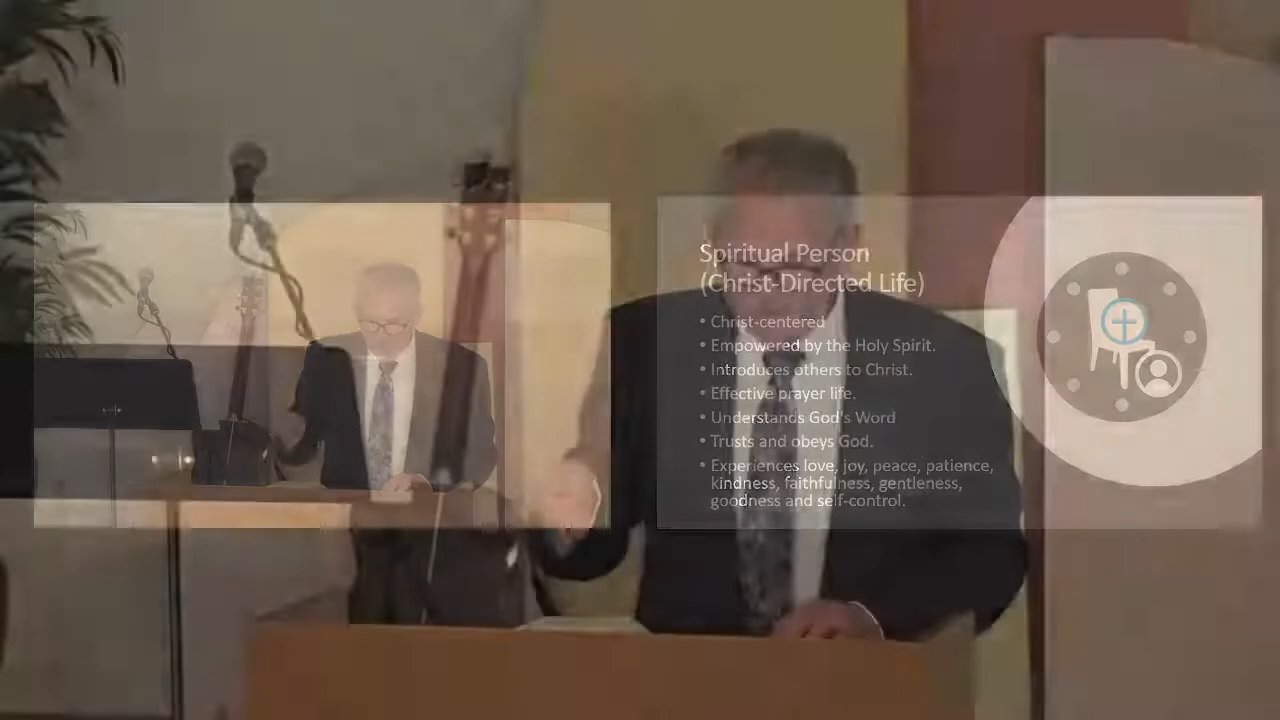 Spiritual Person
(Christ-Directed Life)
• Christ-centered
• Empowered by the Holy Spirit.
• Introduces others to Christ.
• Effective prayer life.
• Understands God's Word
• Trusts and obeys God.
• Experiences love, joy, peace, patience,
kindness, faithfulness, gentleness,
goodness and self-control.